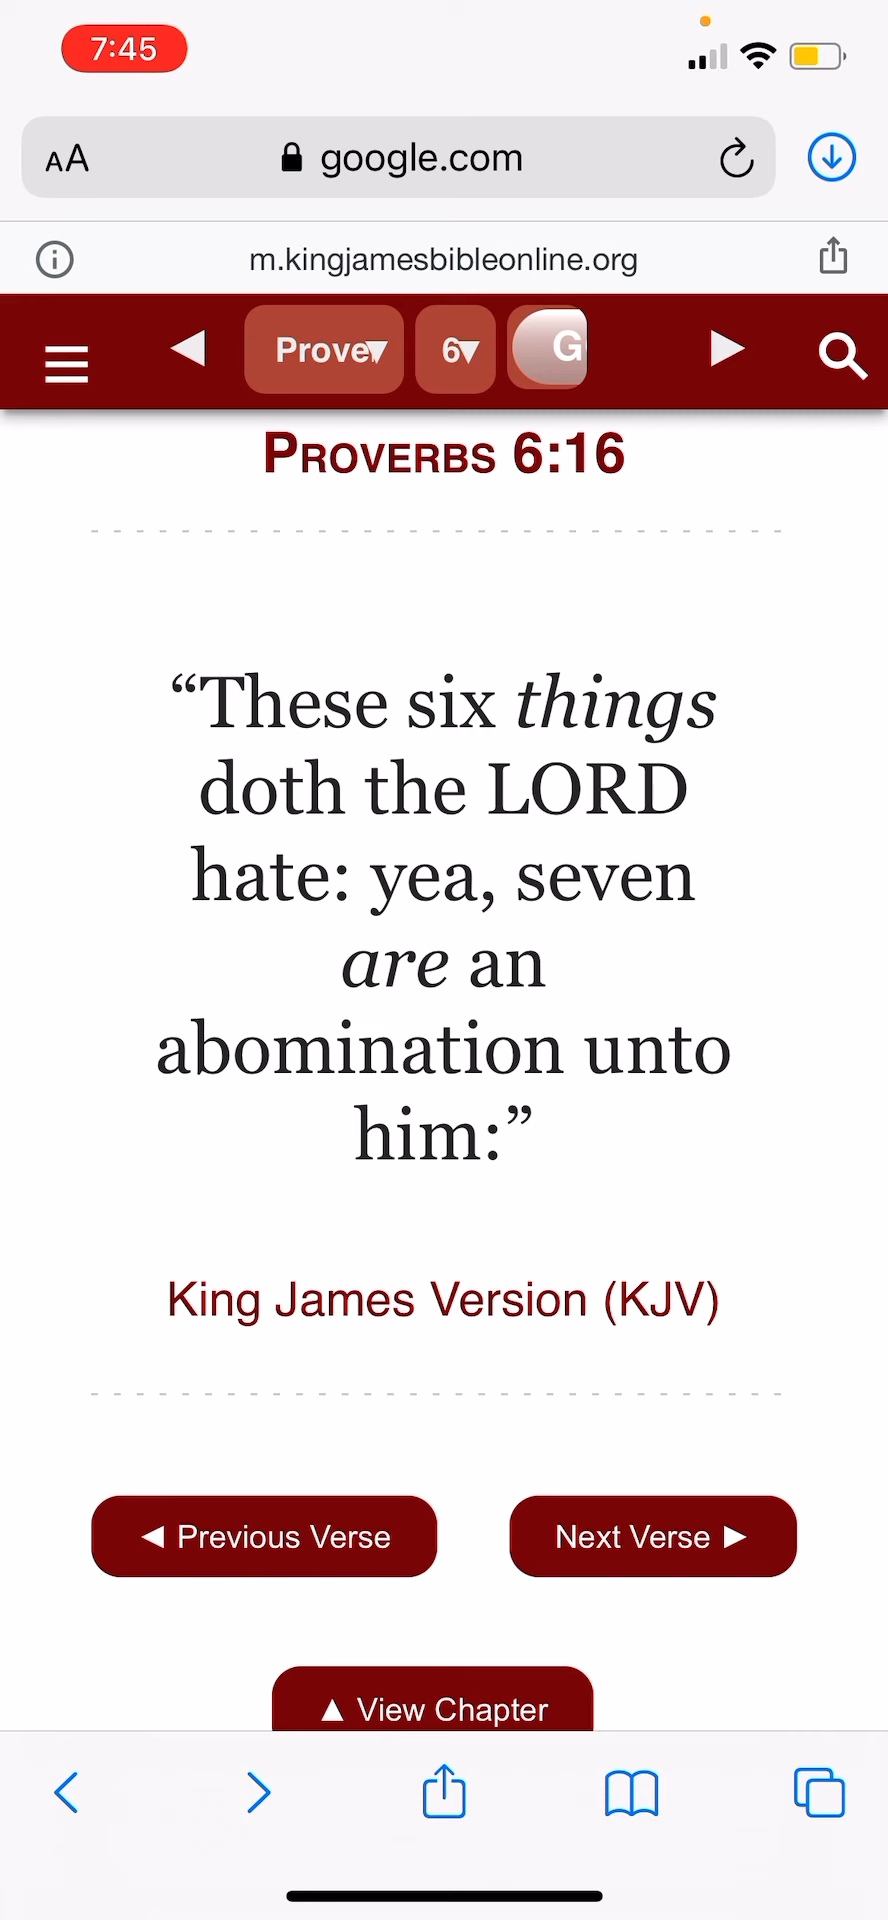 7:45
AA google.com
m.kingjamesbibleonline.org
Prove 6 G
PROVERBS 6:16
“These six things
doth the LORD
hate: yea, seven
are an
abomination unto
him:”
King James Version (KJV)
◀ Previous Verse Next Verse ▶
▲ View Chapter